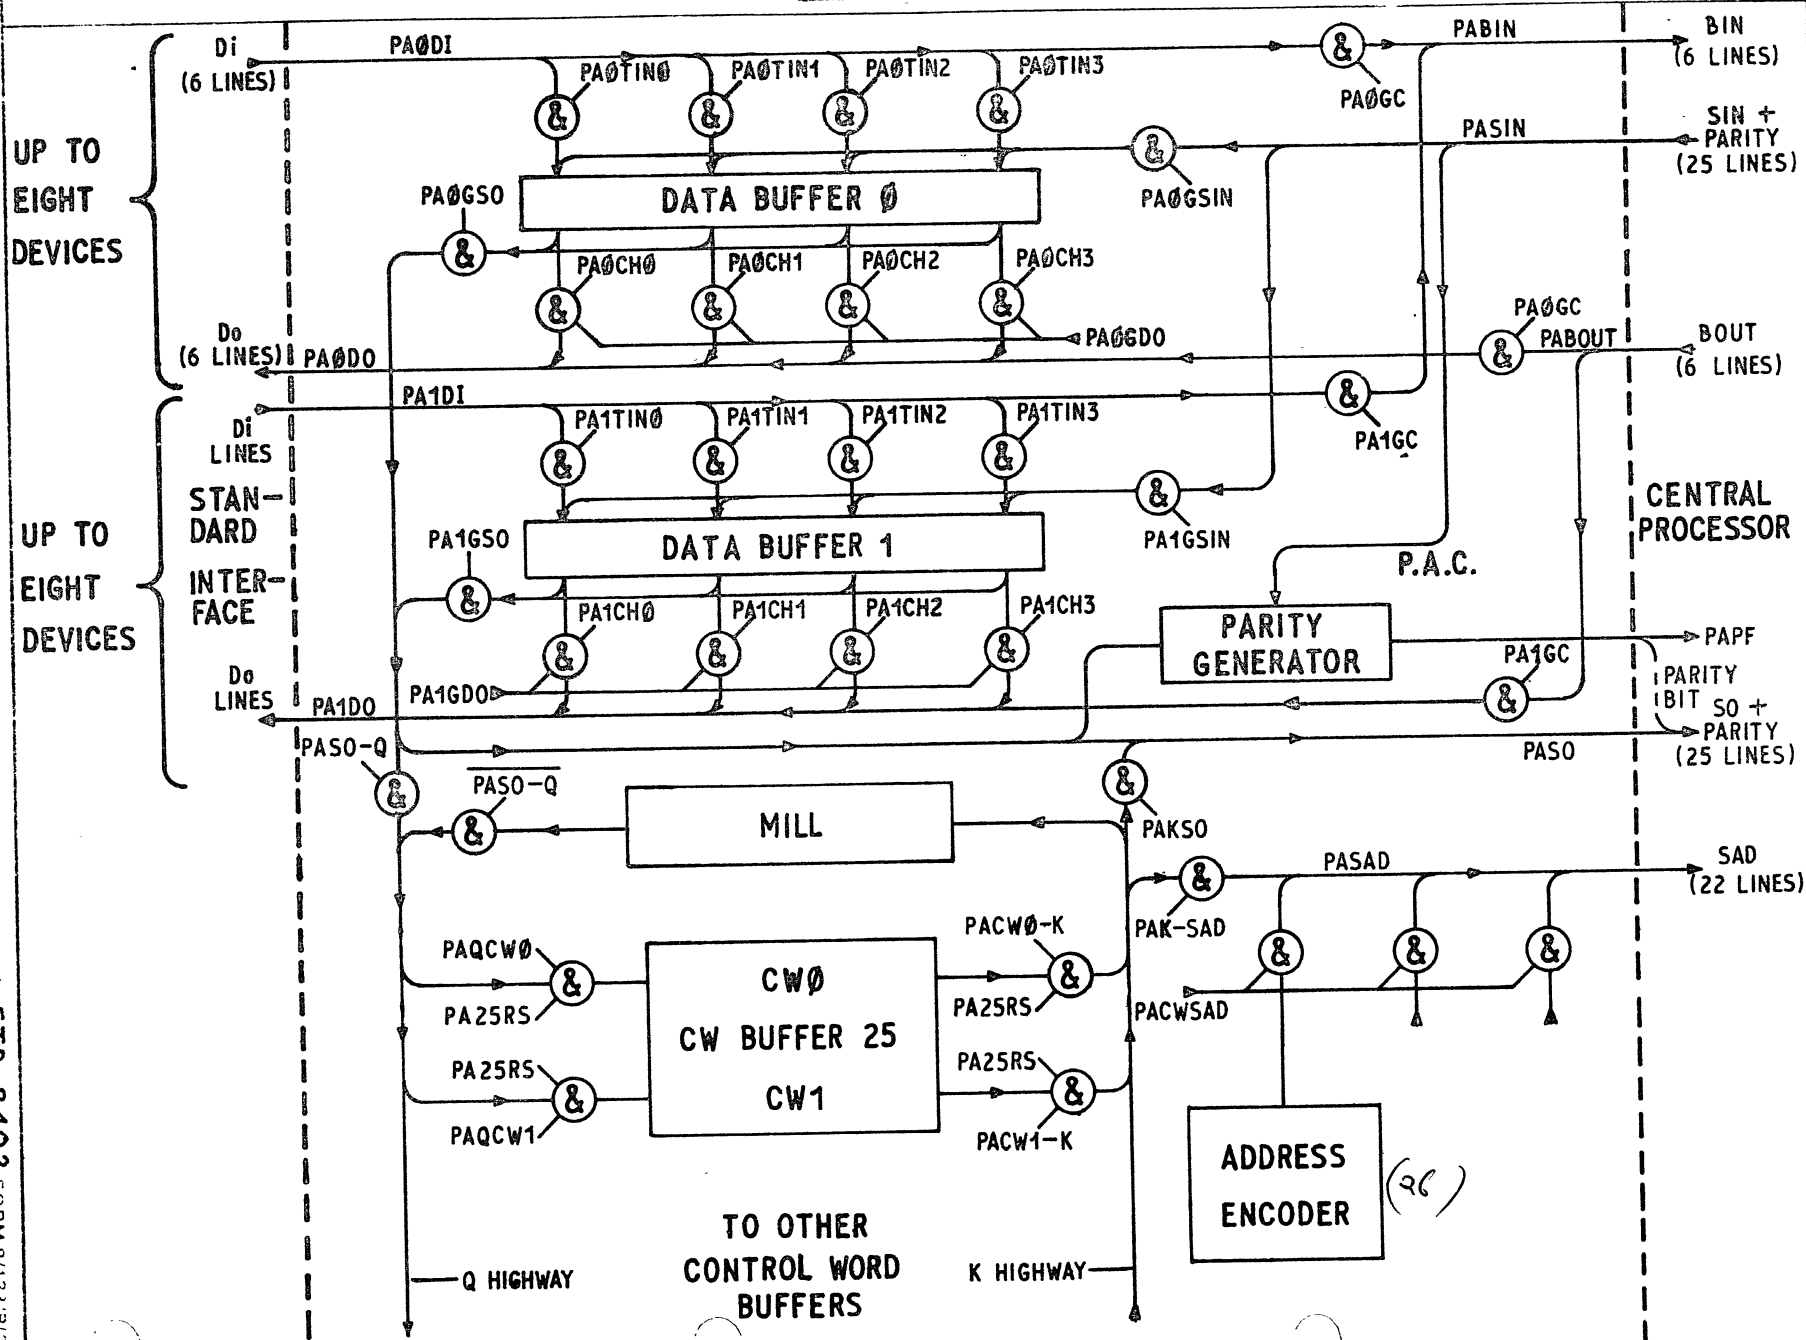 Di
(6 LINES)
PAØDI
PAØTINØ
PAØTIN1
PAØTIN2
PAØTIN3
&
PAØGC
PABIN
BIN
(6 LINES)
&
&
&
&
UP TO
EIGHT
DEVICES
&
PAØGSIN
PASIN
SIN +
PARITY
(25 LINES)
DATA BUFFER Ø
PAØGSO
&
PAØCHØ
PAØCH1
PAØCH2
PAØCH3
&
&
&
&
PAØGDO
Do
(6 LINES)
PAØDO
PAØGC
&
PABOUT
BOUT
(6 LINES)
PA1DI
Di
LINES
PA1TINØ
PA1TIN1
PA1TIN2
PA1TIN3
&
PA1GC
&
&
&
&
STAN-
DARD
INTER-
FACE
UP TO
EIGHT
DEVICES
&
PA1GSIN
DATA BUFFER 1
PA1GSO
&
P.A.C.
CENTRAL
PROCESSOR
PA1CHØ
PA1CH1
PA1CH2
PA1CH3
&
&
&
&
PA1GDO
PARITY
GENERATOR
PAPF
PARITY
BIT
PA1GC
&
Do
LINES
PA1DO
SO +
PARITY
(25 LINES)
PASO
PASO-Q
&
PASO-Q
&
MILL
&
PAKSO
&
PAK-SAD
PASAD
SAD
(22 LINES)
&
&
&
PACWSAD
PAQCWØ
&
PA25RS
CWØ
CW BUFFER 25
CW1
PACWØ-K
&
PA25RS
PA25RS
&
PAQCW1
PA25RS
&
PACW1-K
ADDRESS
ENCODER
(26)
Q HIGHWAY
TO OTHER
CONTROL WORD
BUFFERS
K HIGHWAY